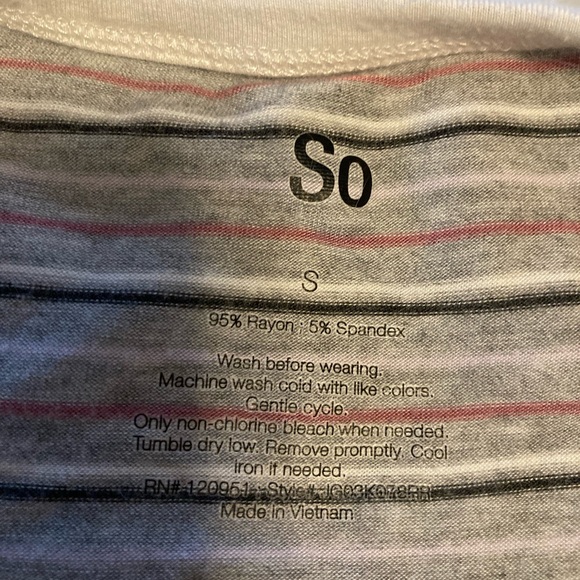 So
S
95% Rayon ; 5% Spandex
Wash before wearing.
Machine wash cold with like colors.
Gentle cycle.
Only non-chlorine bleach when needed.
Tumble dry low. Remove promptly. Cool
iron if needed.
RN# 120951 Style#
Made in Vietnam